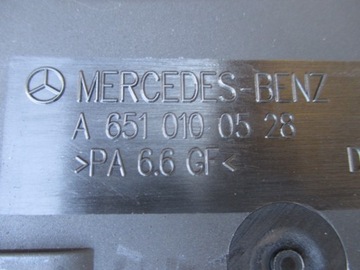 MERCEDES-BENZ
A 651 010 05 28
>PA 6.6 GF< D